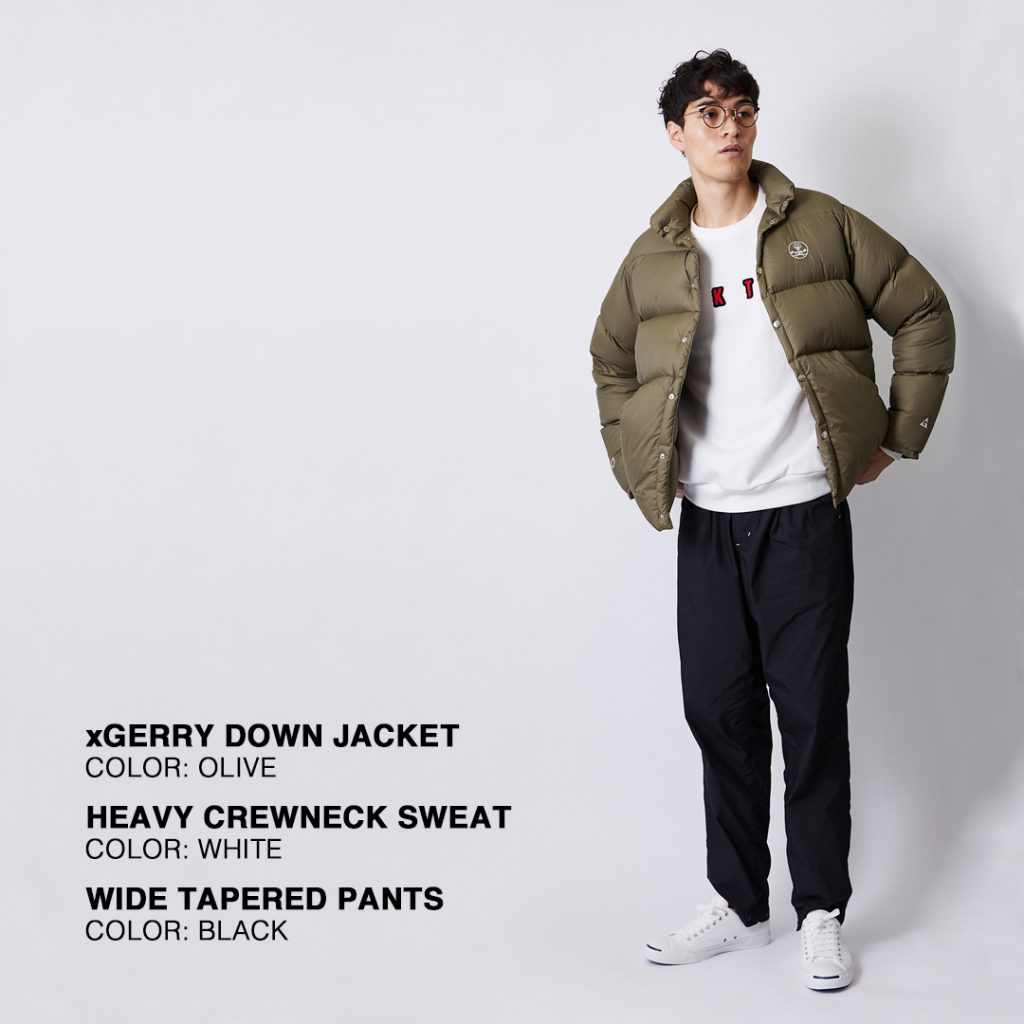 K T
xGERRY DOWN JACKET
COLOR: OLIVE
HEAVY CREWNECK SWEAT
COLOR: WHITE
WIDE TAPERED PANTS
COLOR: BLACK